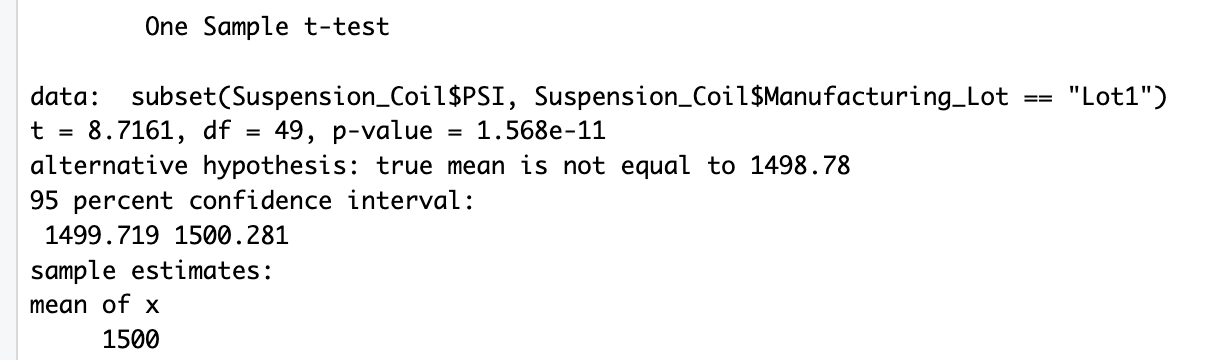 One Sample t-test
data:  subset(Suspension_Coil$PSI, Suspension_Coil$Manufacturing_Lot == "Lot1")
t = 8.7161, df = 49, p-value = 1.568e-11
alternative hypothesis: true mean is not equal to 1498.78
95 percent confidence interval:
1499.719 1500.281
sample estimates:
mean of x
1500